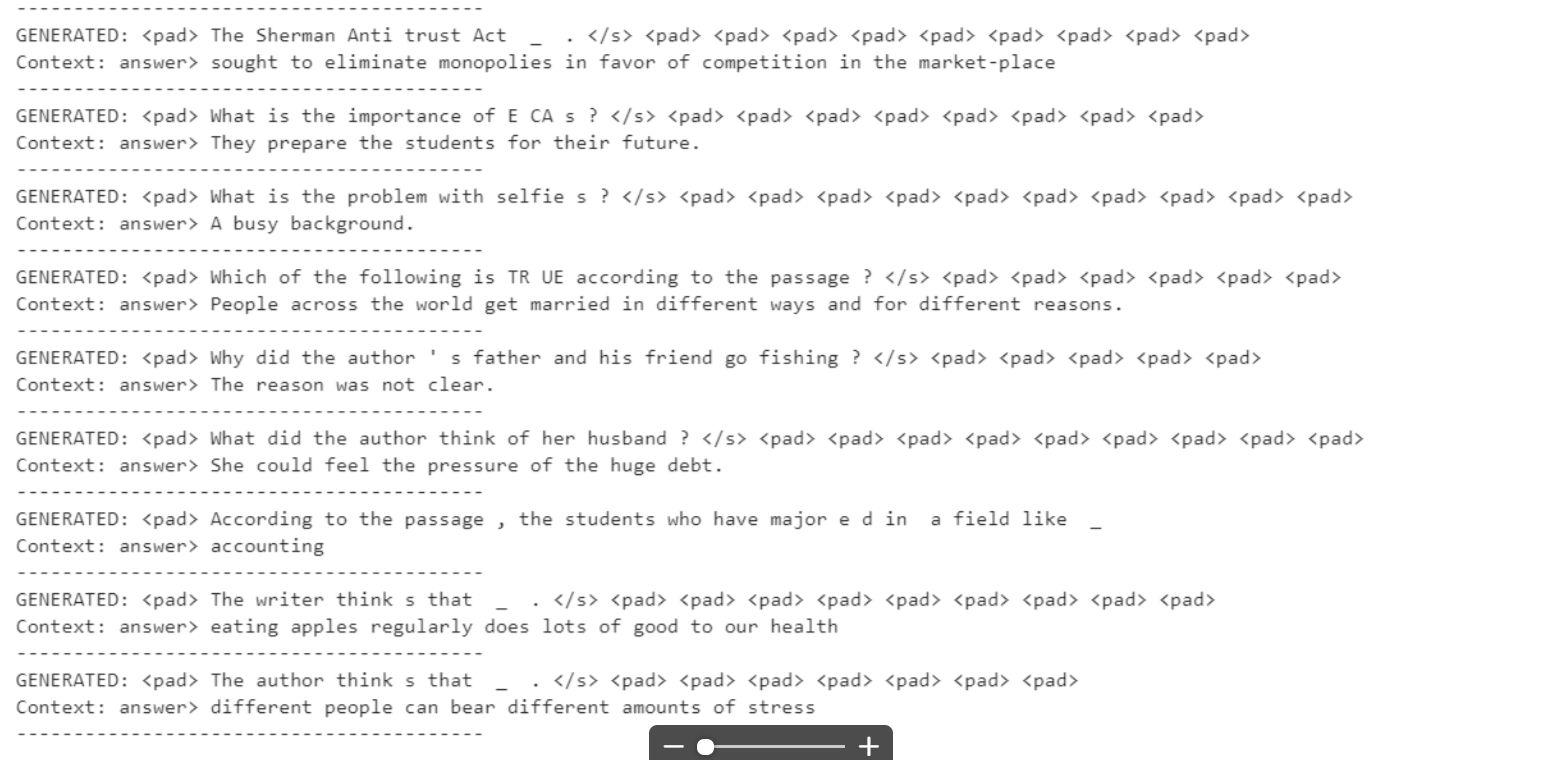 -----------------------------------------
GENERATED: <pad> The Sherman Anti trust Act  _  . </s> <pad> <pad> <pad> <pad> <pad> <pad> <pad> <pad> <pad>
Context: answer> sought to eliminate monopolies in favor of competition in the market-place
-----------------------------------------
GENERATED: <pad> What is the importance of E CA s ? </s> <pad> <pad> <pad> <pad> <pad> <pad> <pad> <pad>
Context: answer> They prepare the students for their future.
-----------------------------------------
GENERATED: <pad> What is the problem with selfie s ? </s> <pad> <pad> <pad> <pad> <pad> <pad> <pad> <pad> <pad> <pad>
Context: answer> A busy background.
-----------------------------------------
GENERATED: <pad> Which of the following is TR UE according to the passage ? </s> <pad> <pad> <pad> <pad> <pad> <pad>
Context: answer> People across the world get married in different ways and for different reasons.
-----------------------------------------
GENERATED: <pad> Why did the author ' s father and his friend go fishing ? </s> <pad> <pad> <pad> <pad> <pad>
Context: answer> The reason was not clear.
-----------------------------------------
GENERATED: <pad> What did the author think of her husband ? </s> <pad> <pad> <pad> <pad> <pad> <pad> <pad> <pad> <pad>
Context: answer> She could feel the pressure of the huge debt.
-----------------------------------------
GENERATED: <pad> According to the passage , the students who have major e d in  a field like  _
Context: answer> accounting
-----------------------------------------
GENERATED: <pad> The writer think s that  _  . </s> <pad> <pad> <pad> <pad> <pad> <pad> <pad> <pad> <pad>
Context: answer> eating apples regularly does lots of good to our health
-----------------------------------------
GENERATED: <pad> The author think s that  _  . </s> <pad> <pad> <pad> <pad> <pad> <pad> <pad>
Context: answer> different people can bear different amounts of stress
-----------------------------------------